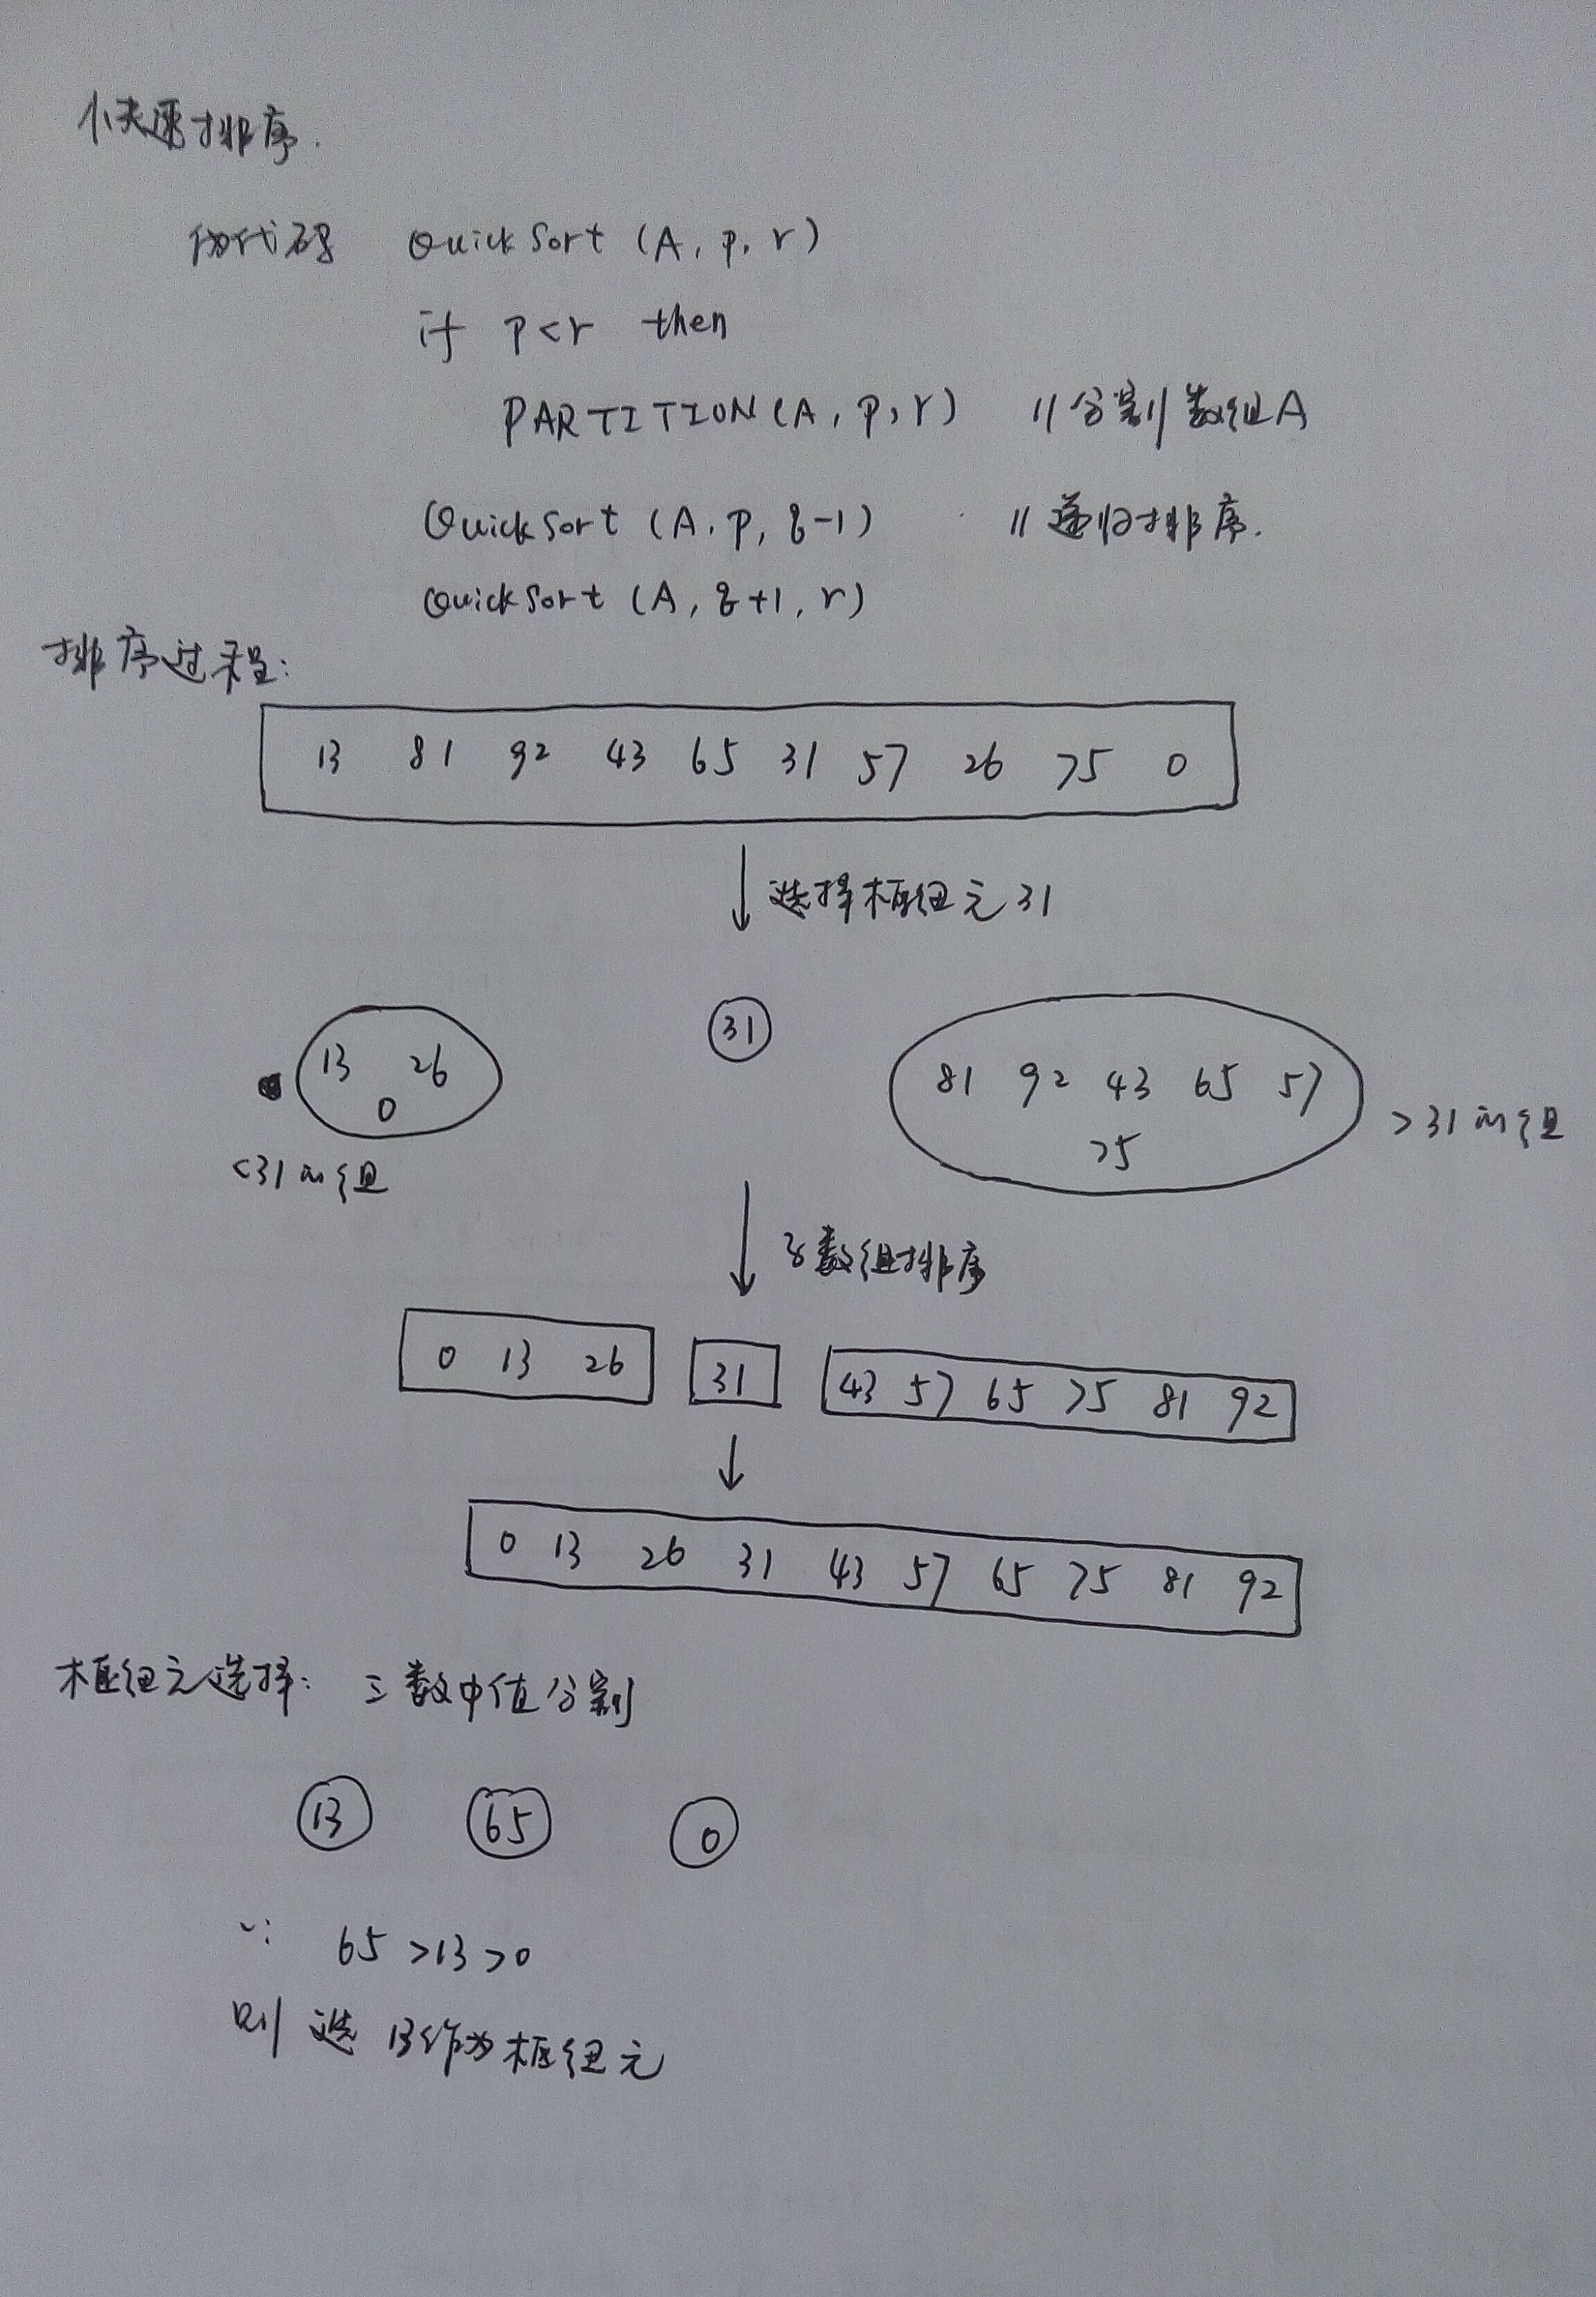 快速排序.
伪代码 QuickSort (A, p, r)
if p<r then
PARTITION(A, p, r) //分割数组A
QuickSort (A, p, q-1) //递归排序.
QuickSort (A, q+1, r)
排序过程:
13 81 92 43 65 31 57 26 75 0
选择枢纽元31
31
13 26
0
81 92 43 65 57
75
<31的组
>31的组
子数组排序
0 13 26 31 43 57 65 75 81 92
0 13 26 31 43 57 65 75 81 92
枢纽元选择: 三数中值分割
13 65 0
∵ 65>13>0
则选13作为枢纽元